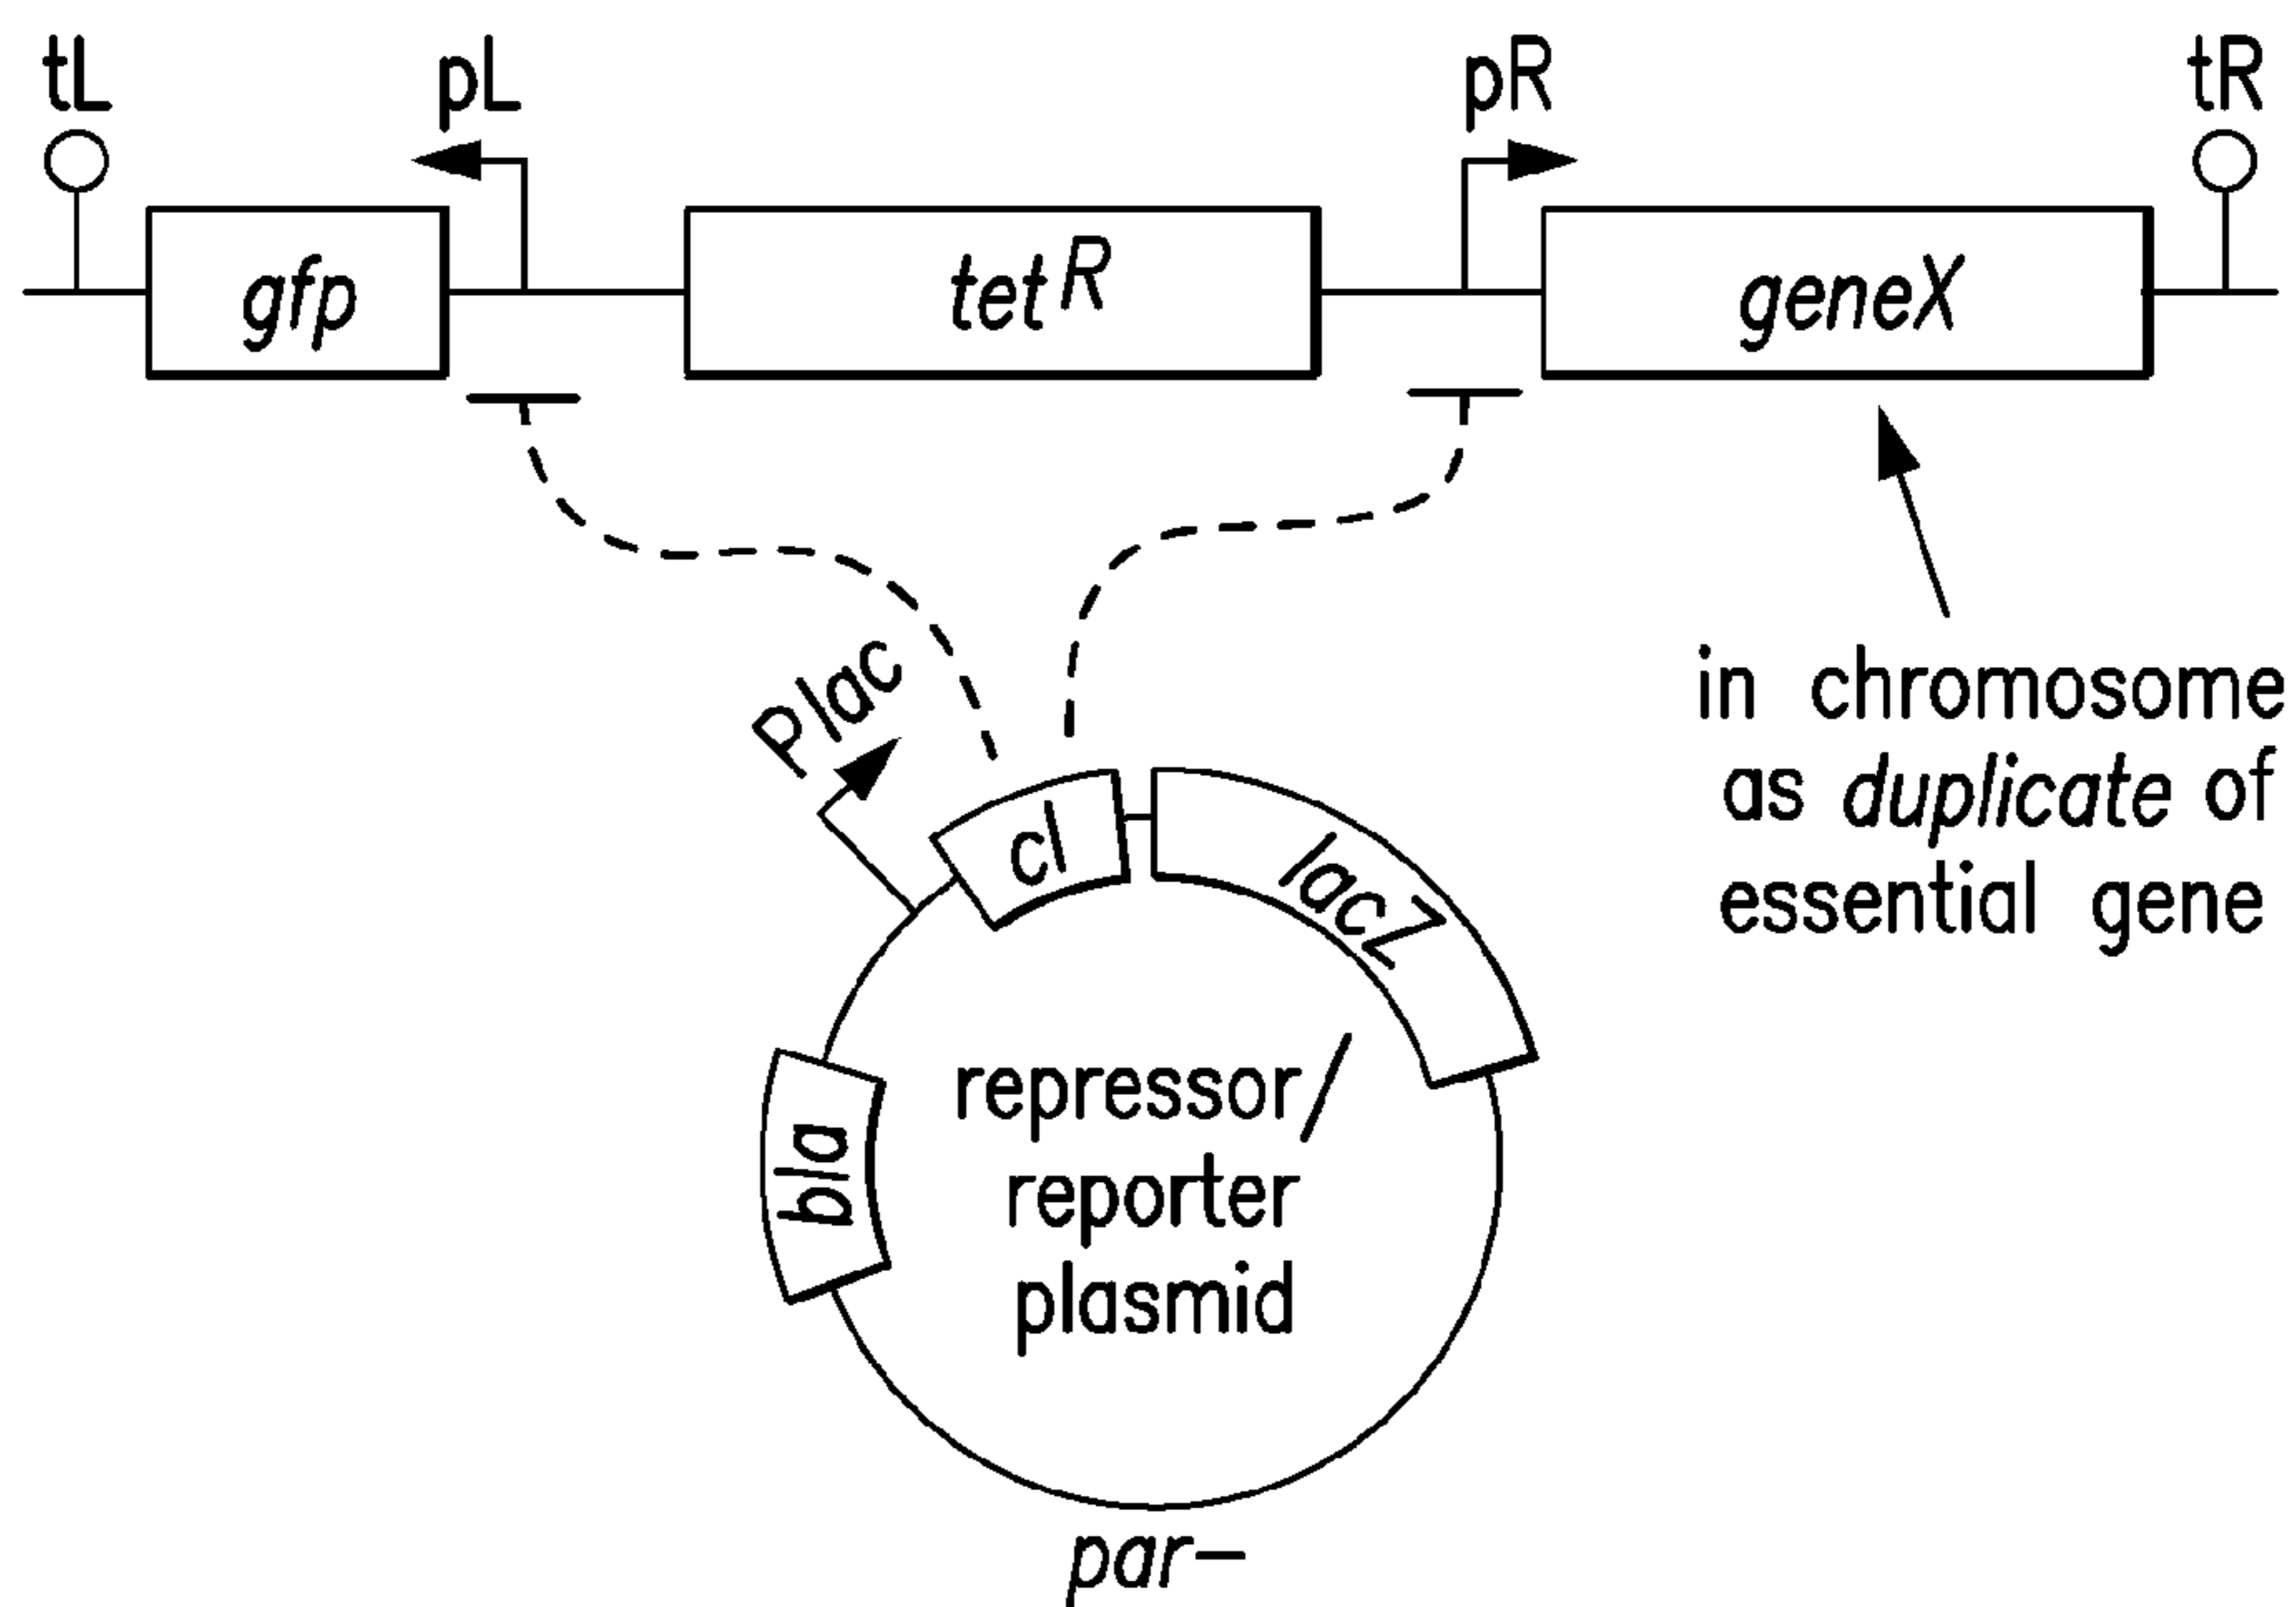 tL
pL
pR
tR
gfp
tetR
geneX
in chromosome
as duplicate of
essential gene
Plac
cI
lacZ
bla
repressor/
reporter
plasmid
par-